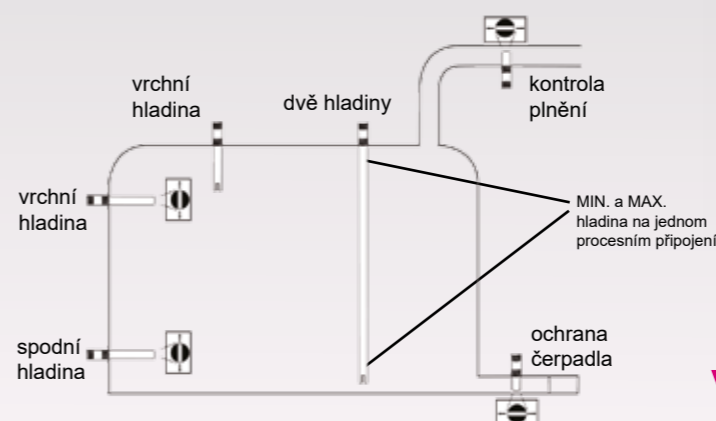 vrchní
hladina
dvě hladiny
kontrola
plnění
vrchní
hladina
MIN. a MAX.
hladina na jednom
procesním připojení
spodní
hladina
ochrana
čerpadla